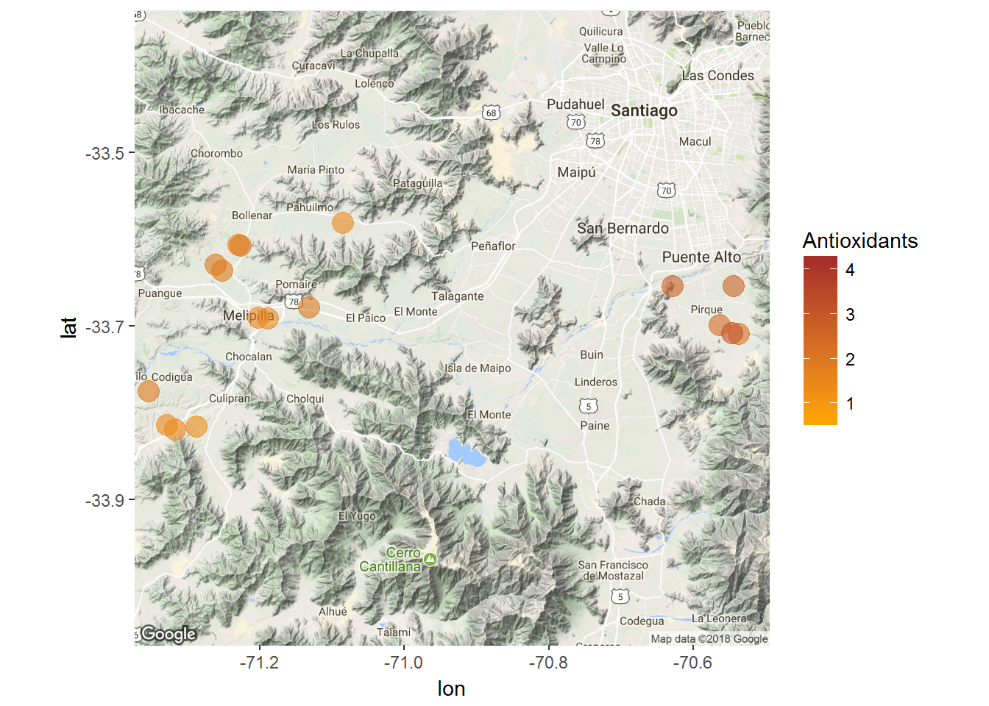 68
Quilicura
Pueblo
Barnec
Valle Lo
Campino
La Chupalla
Curacaví
Lolenco
Las Condes
Ibacache
68
Pudahuel
Santiago
70
Los Rulos
78
Macul
-33.5
Chorombo
María Pinto
Maipú
Pataguilla
70
Pahuilmo
Bollenar
San Bernardo
Peñaflor
Antioxidants
Puente Alto
78
4
Pomaire
Puangue
78
Talagante
Pirque
3
Melipilla
El Paico
El Monte
-33.7
lat
Chocalan
Buin
2
Isla de Maipo
lo Codigua
Linderos
Culipran
Cholqui
5
1
El Monte
Paine
-33.9
Chada
El Yugo
Cerro
Cantillana
San Francisco
de Mostazal
5
Alhué
Codegua
La Leonera
Talami
Google
Map data ©2018 Google
-71.2
-71.0
-70.8
-70.6
lon